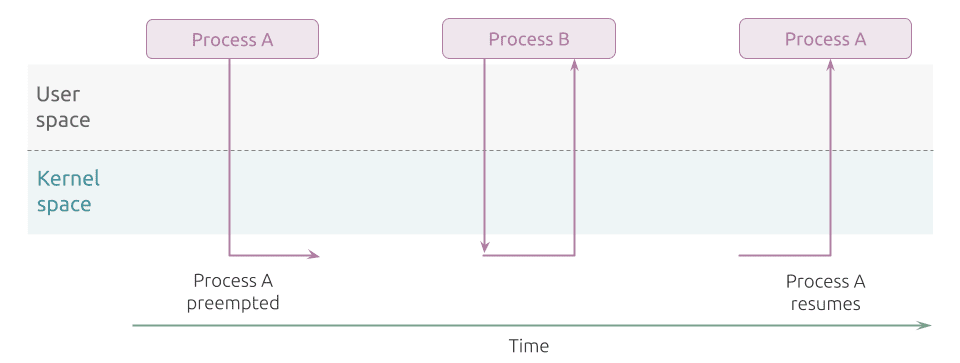 Process A
Process B
Process A
User
space
Kernel
space
Process A
preempted
Process A
resumes
Time